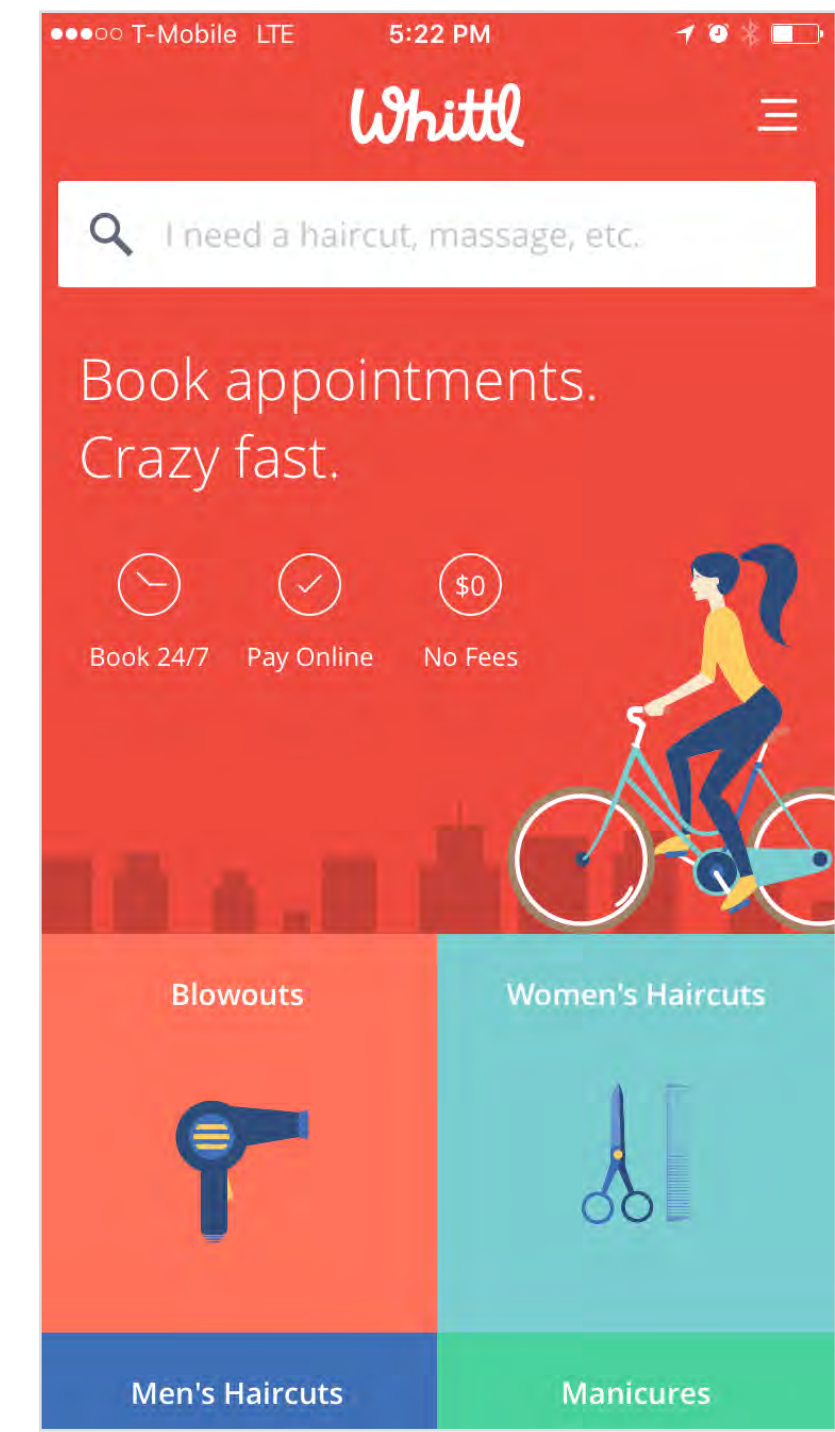 T-Mobile LTE 5:22 PM
Whittl
I need a haircut, massage, etc.
Book appointments.
Crazy fast.
$0
Book 24/7 Pay Online No Fees
Blowouts Women's Haircuts
Men's Haircuts Manicures